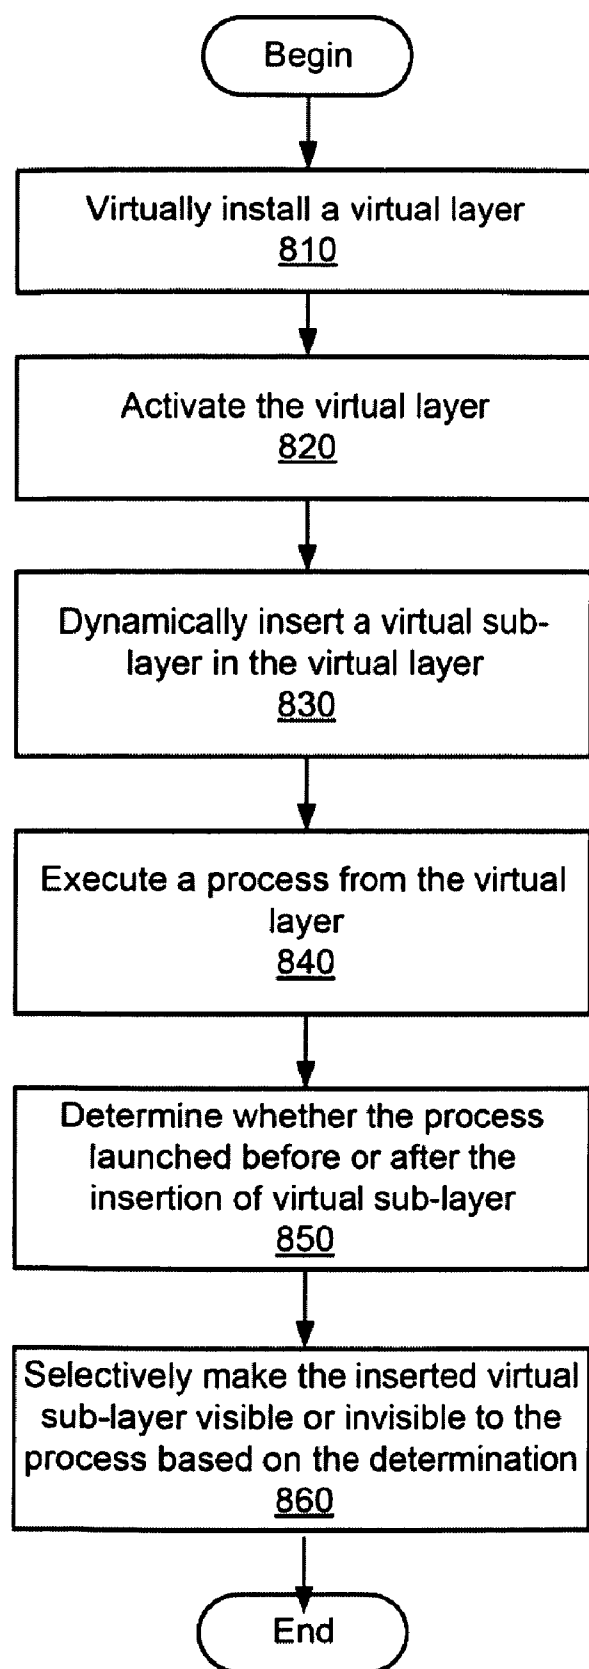 Begin
Virtually install a virtual layer
810
Activate the virtual layer
820
Dynamically insert a virtual sub-
layer in the virtual layer
830
Execute a process from the virtual
layer
840
Determine whether the process
launched before or after the
insertion of virtual sub-layer
850
Selectively make the inserted virtual
sub-layer visible or invisible to the
process based on the determination
860
End